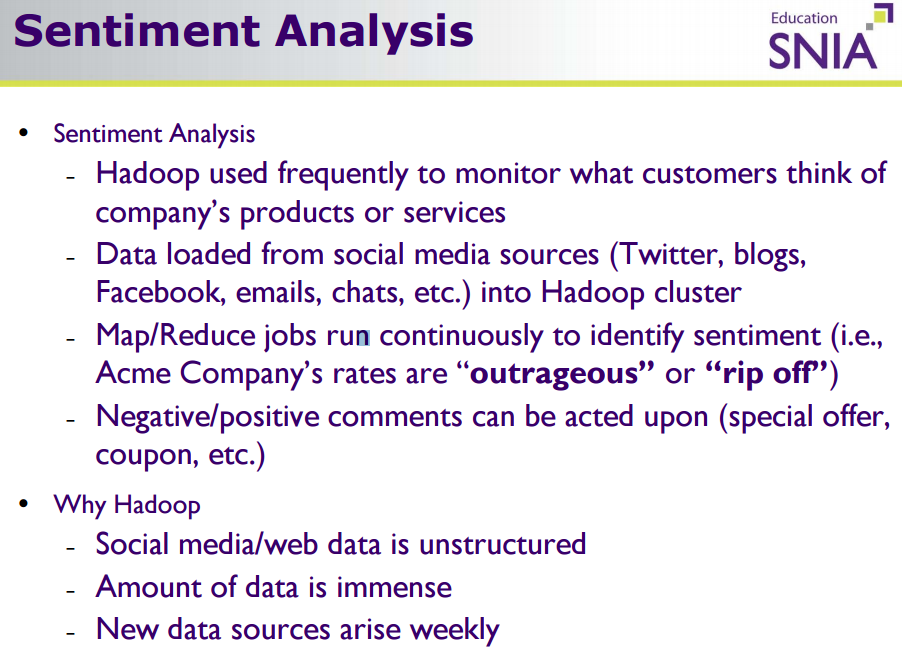 Sentiment Analysis
Education
SNIA
• Sentiment Analysis
- Hadoop used frequently to monitor what customers think of
company’s products or services
- Data loaded from social media sources (Twitter, blogs,
Facebook, emails, chats, etc.) into Hadoop cluster
- Map/Reduce jobs run continuously to identify sentiment (i.e.,
Acme Company’s rates are “outrageous” or “rip off”)
- Negative/positive comments can be acted upon (special offer,
coupon, etc.)
• Why Hadoop
- Social media/web data is unstructured
- Amount of data is immense
- New data sources arise weekly